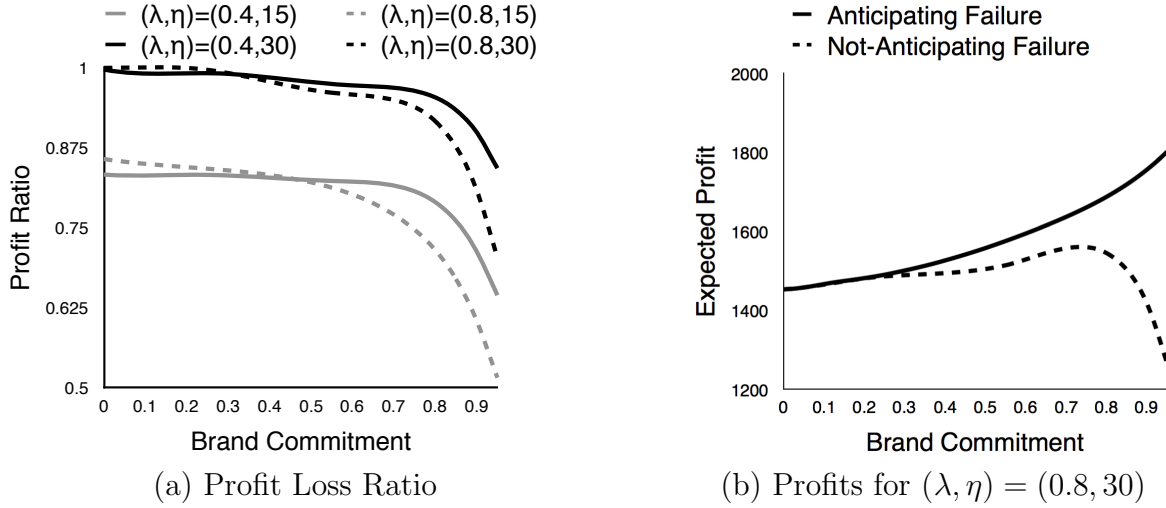 (λ,η)=(0.4,15) (λ,η)=(0.8,15)
(λ,η)=(0.4,30) (λ,η)=(0.8,30)
1
0.875
0.75
0.625
0.5
Profit Ratio
0 0.1 0.2 0.3 0.4 0.5 0.6 0.7 0.8 0.9
Brand Commitment
(a) Profit Loss Ratio
Anticipating Failure
Not-Anticipating Failure
2000
1800
1600
1400
1200
Expected Profit
0 0.1 0.2 0.3 0.4 0.5 0.6 0.7 0.8 0.9
Brand Commitment
(b) Profits for (λ, η) = (0.8, 30)